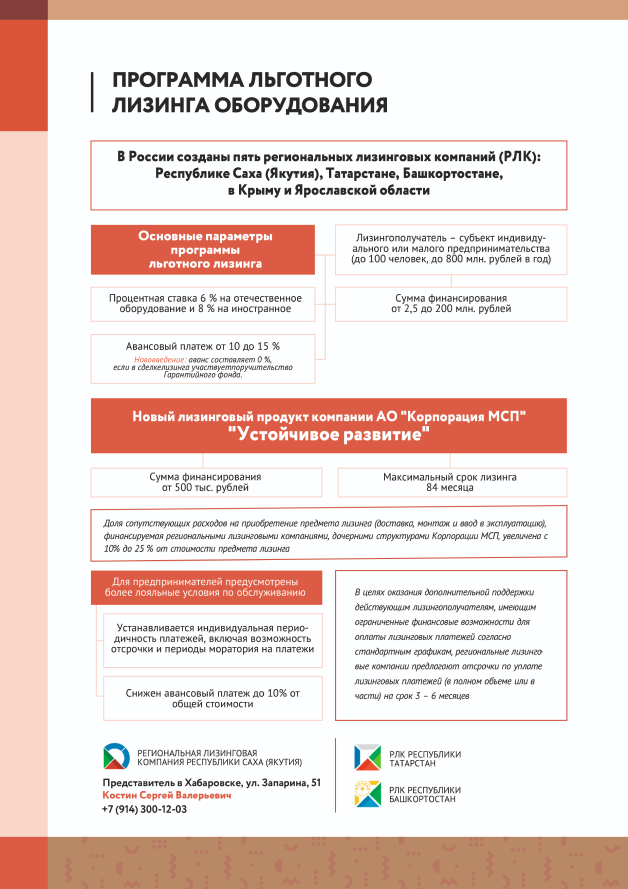 ПРОГРАММА ЛЬГОТНОГО
ЛИЗИНГА ОБОРУДОВАНИЯ
В России созданы пять региональных лизинговых компаний (РЛК):
Республике Саха (Якутия), Татарстане, Башкортостане,
в Крыму и Ярославской области
Основные параметры
программы
льготного лизинга
Лизингополучатель – субъект индивиду-
ального или малого предпринимательства
(до 100 человек, до 800 млн. рублей в год)
Процентная ставка 6 % на отечественное
оборудование и 8 % на иностранное
Сумма финансирования
от 2,5 до 200 млн. рублей
Авансовый платеж от 10 до 15 %
Нововведение: аванс составляет 0 %,
если в сделкелизинга участвуетпоручительство
Гарантийного фонда.
Новый лизинговый продукт компании АО "Корпорация МСП"
"Устойчивое развитие"
Сумма финансирования
от 500 тыс. рублей
Максимальный срок лизинга
84 месяца
Доля сопутствующих расходов на приобретение предмета лизинга (доставка, монтаж и ввод в эксплуатацию),
финансируемая региональными лизинговыми компаниями, дочерними структурами Корпорации МСП, увеличена с
10% до 25 % от стоимости предмета лизинга
Для предпринимателей предусмотрены
более лояльные условия по обслуживанию
Устанавливается индивидуальная перио-
дичность платежей, включая возможность
отсрочки и периоды моратория на платежи
Снижен авансовый платеж до 10% от
общей стоимости
В целях оказания дополнительной поддержки
действующим лизингополучателям, имеющим
ограниченные финансовые возможности для
оплаты лизинговых платежей согласно
стандартным графикам, региональные лизинго-
вые компании предлагают отсрочки по уплате
лизинговых платежей (в полном объеме или в
части) на срок 3 – 6 месяцев
РЕГИОНАЛЬНАЯ ЛИЗИНГОВАЯ
КОМПАНИЯ РЕСПУБЛИКИ САХА (ЯКУТИЯ)
Представитель в Хабаровске, ул. Запарина, 51
Костин Сергей Валерьевич
+7 (914) 300-12-03
РЛК РЕСПУБЛИКИ
ТАТАРСТАН
РЛК РЕСПУБЛИКИ
БАШКОРТОСТАН